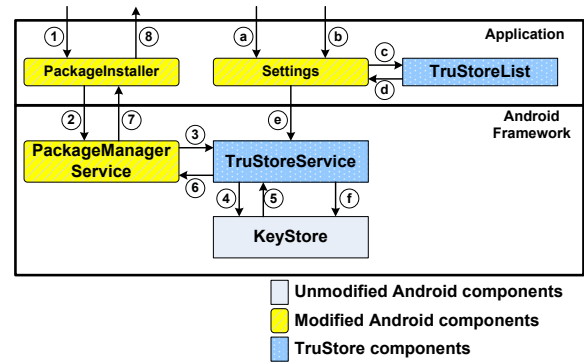 1
8
a
b
Application
PackageInstaller
Settings
c
d
TruStoreList
2
7
e
Android
Framework
PackageManager
Service
3
6
TruStoreService
4
5
f
KeyStore
Unmodified Android components
Modified Android components
TruStore components